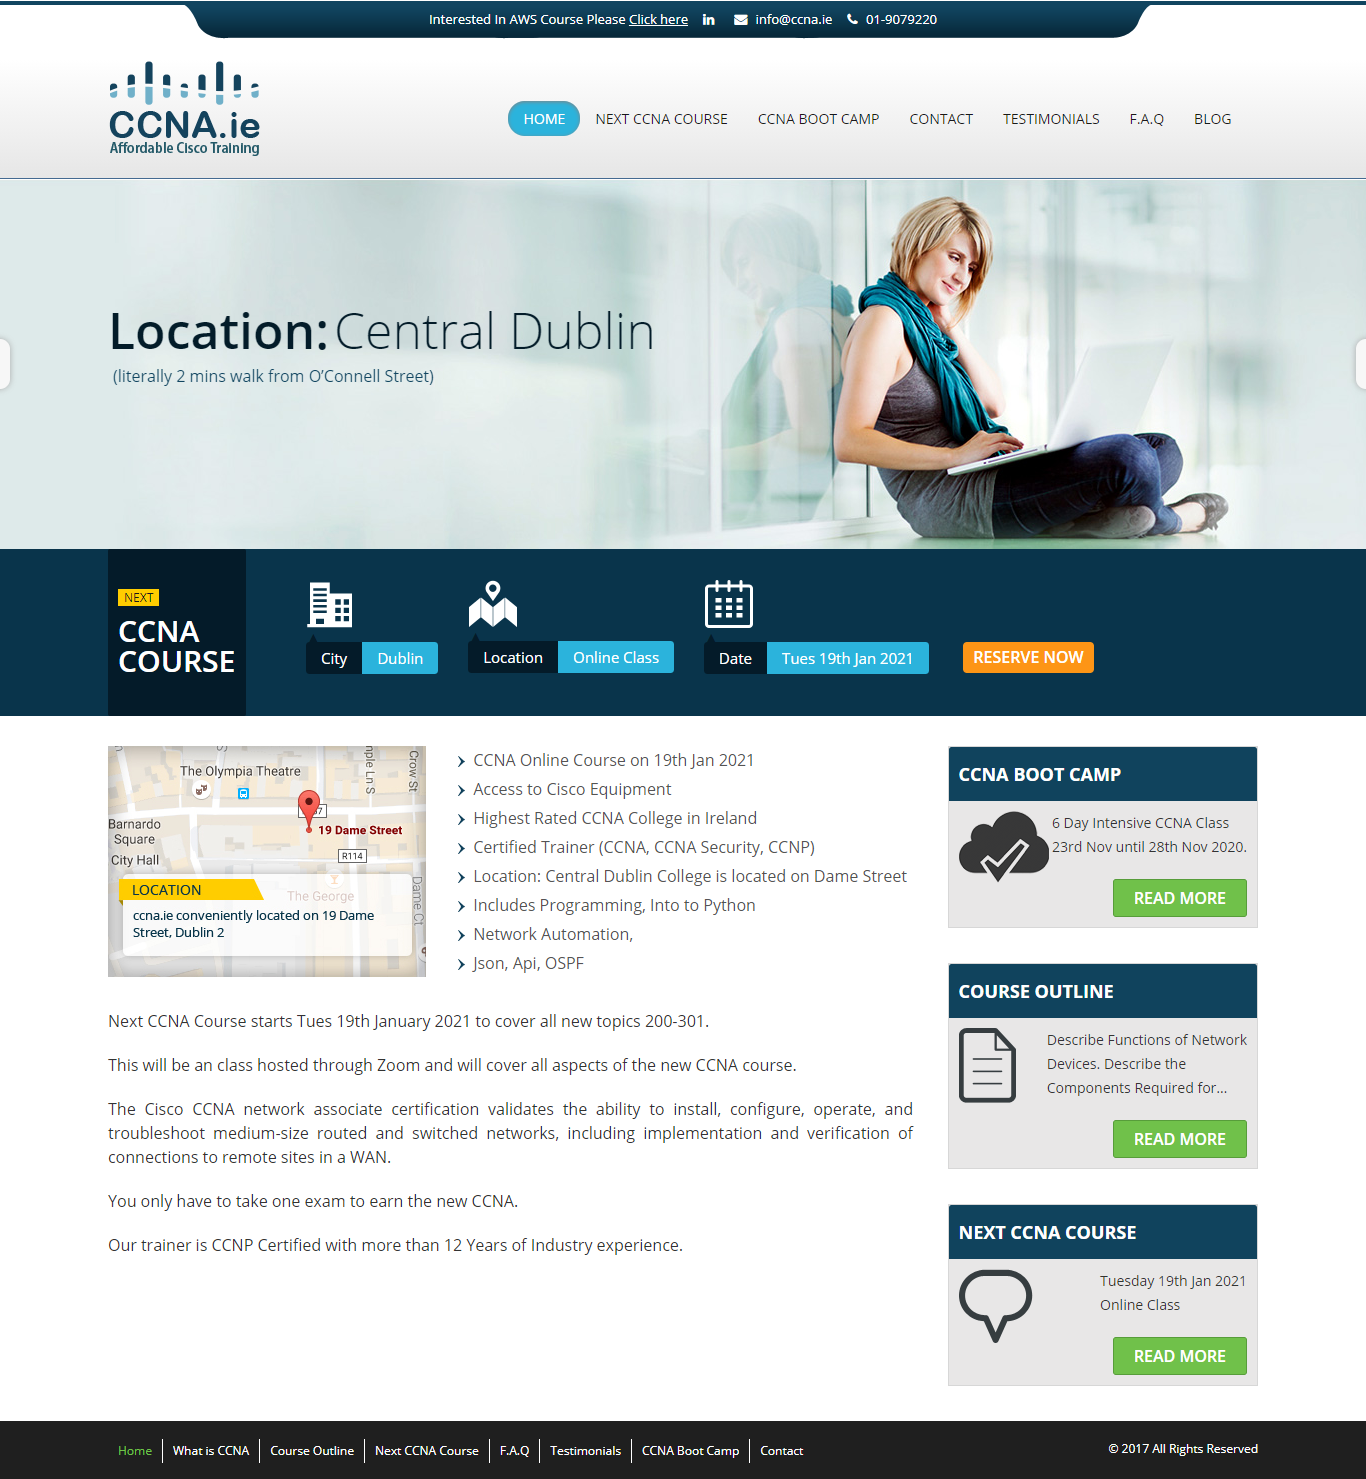 Interested In AWS Course Please Click here info@ccna.ie 01-9079220
CCNA.ie
Affordable Cisco Training
HOME NEXT CCNA COURSE CCNA BOOT CAMP CONTACT TESTIMONIALS F.A.Q BLOG
Location: Central Dublin
(literally 2 mins walk from O'Connell Street)
NEXT
CCNA
COURSE
City Dublin
Location Online Class
Date Tues 19th Jan 2021
RESERVE NOW
The Olympia Theatre
Crow St
Barnardo
Square
City Hall
19 Dame Street
R114
The George
Dame Ct
LOCATION
ccna.ie conveniently located on 19 Dame
Street, Dublin 2
CCNA Online Course on 19th Jan 2021
Access to Cisco Equipment
Highest Rated CCNA College in Ireland
Certified Trainer (CCNA, CCNA Security, CCNP)
Location: Central Dublin College is located on Dame Street
Includes Programming, Into to Python
Network Automation,
Json, Api, OSPF
Next CCNA Course starts Tues 19th January 2021 to cover all new topics 200-301.
This will be an class hosted through Zoom and will cover all aspects of the new CCNA course.
The Cisco CCNA network associate certification validates the ability to install, configure, operate, and
troubleshoot medium-size routed and switched networks, including implementation and verification of
connections to remote sites in a WAN.
You only have to take one exam to earn the new CCNA.
Our trainer is CCNP Certified with more than 12 Years of Industry experience.
CCNA BOOT CAMP
6 Day Intensive CCNA Class
23rd Nov until 28th Nov 2020.
READ MORE
COURSE OUTLINE
Describe Functions of Network
Devices. Describe the
Components Required for...
READ MORE
NEXT CCNA COURSE
Tuesday 19th Jan 2021
Online Class
READ MORE
Home What is CCNA Course Outline Next CCNA Course F.A.Q Testimonials CCNA Boot Camp Contact
© 2017 All Rights Reserved